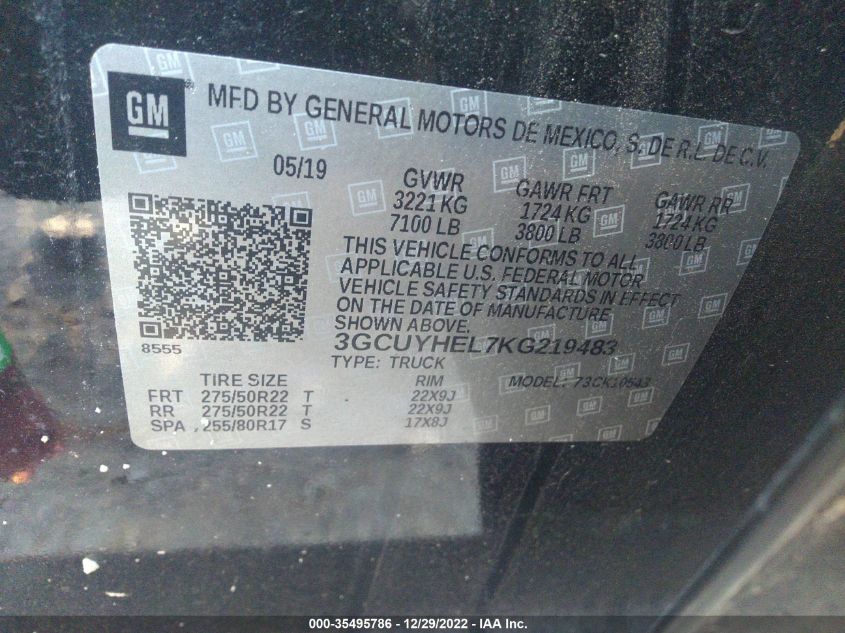 GM MFD BY GENERAL MOTORS DE MEXICO, S. DE R.L. DE C.V.
05/19 GVWR GAWR FRT GAWR RR
3221 KG 1724 KG 1724 KG
7100 LB 3800 LB 3800 LB
THIS VEHICLE CONFORMS TO ALL
APPLICABLE U.S. FEDERAL MOTOR
VEHICLE SAFETY STANDARDS IN EFFECT
ON THE DATE OF MANUFACTURE
SHOWN ABOVE.
8555 3GCUYHEL7KG219483
TYPE: TRUCK
TIRE SIZE RIM MODEL: 73CK10543
FRT 275/50R22 T 22X9J
RR 275/50R22 T 22X9J
SPA 255/80R17 S 17X8J
000-35495786 - 12/29/2022 - IAA Inc.